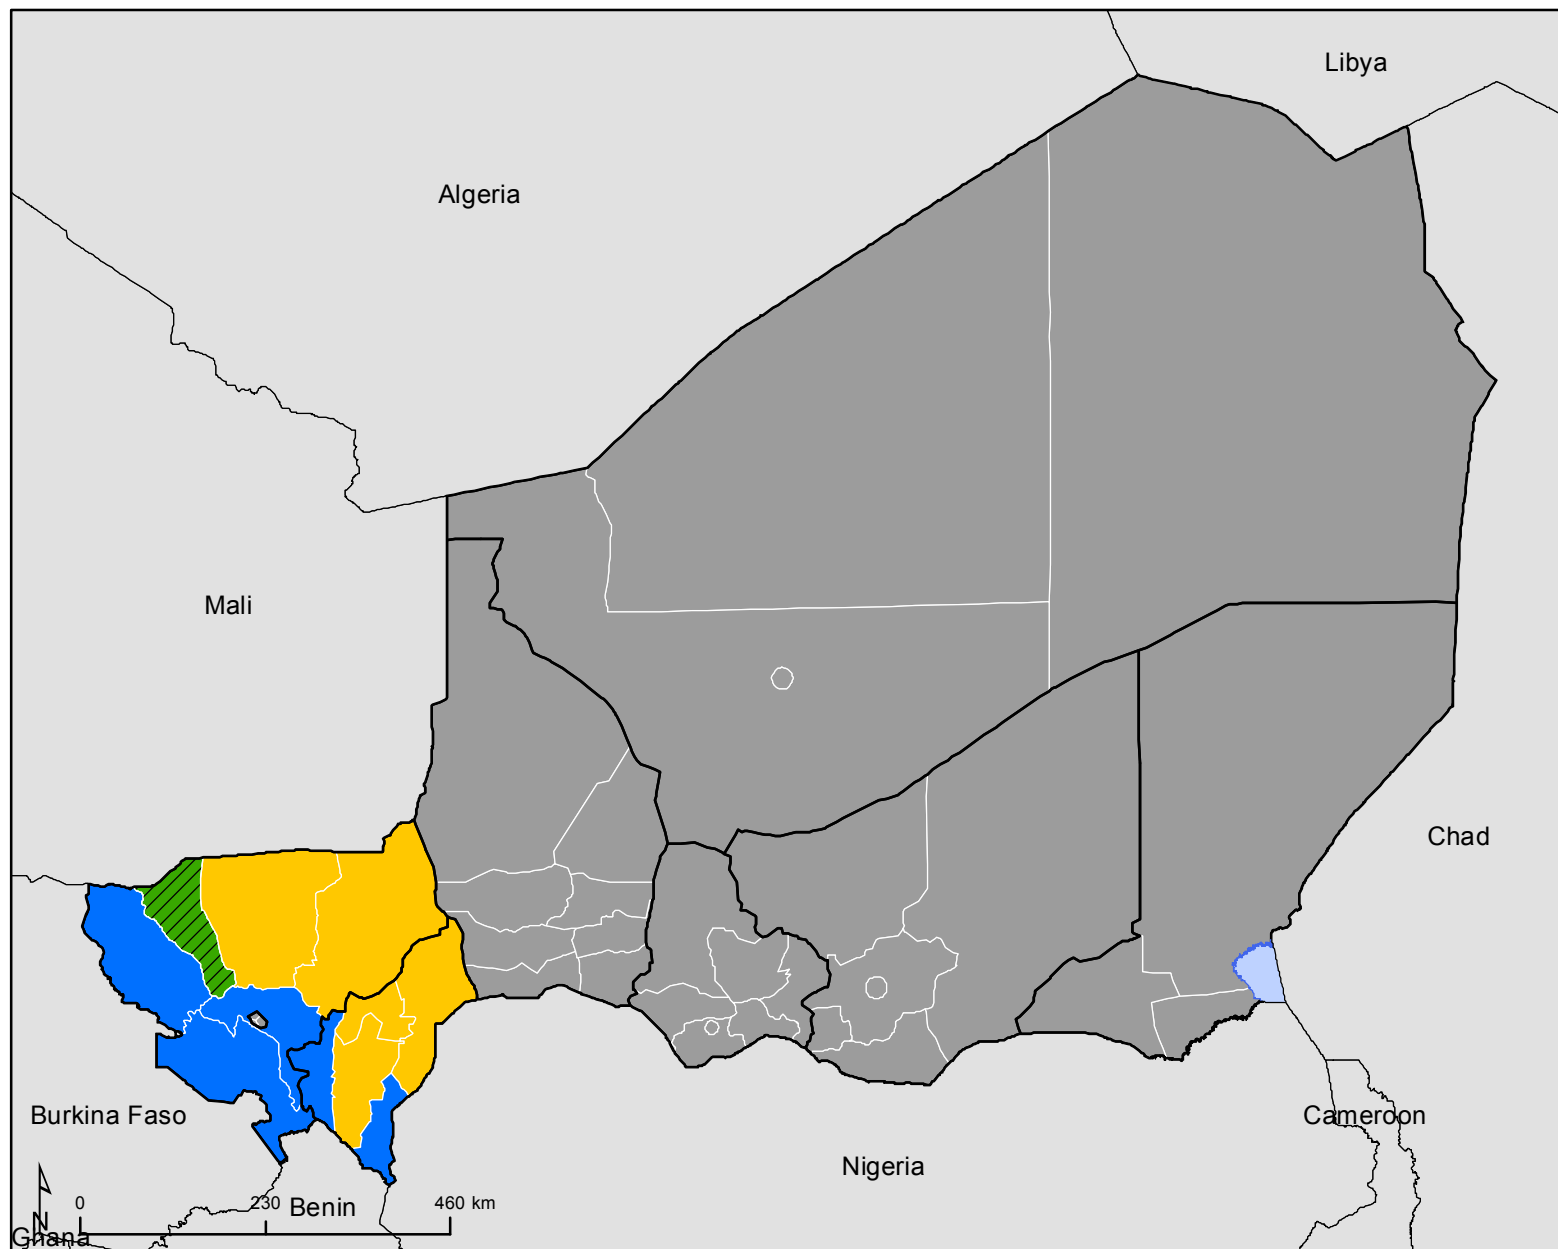 Libya
Algeria
Mali
Chad
Burkina Faso
Cameroon
Nigeria
0
230
460 km
Benin
N
Ghana